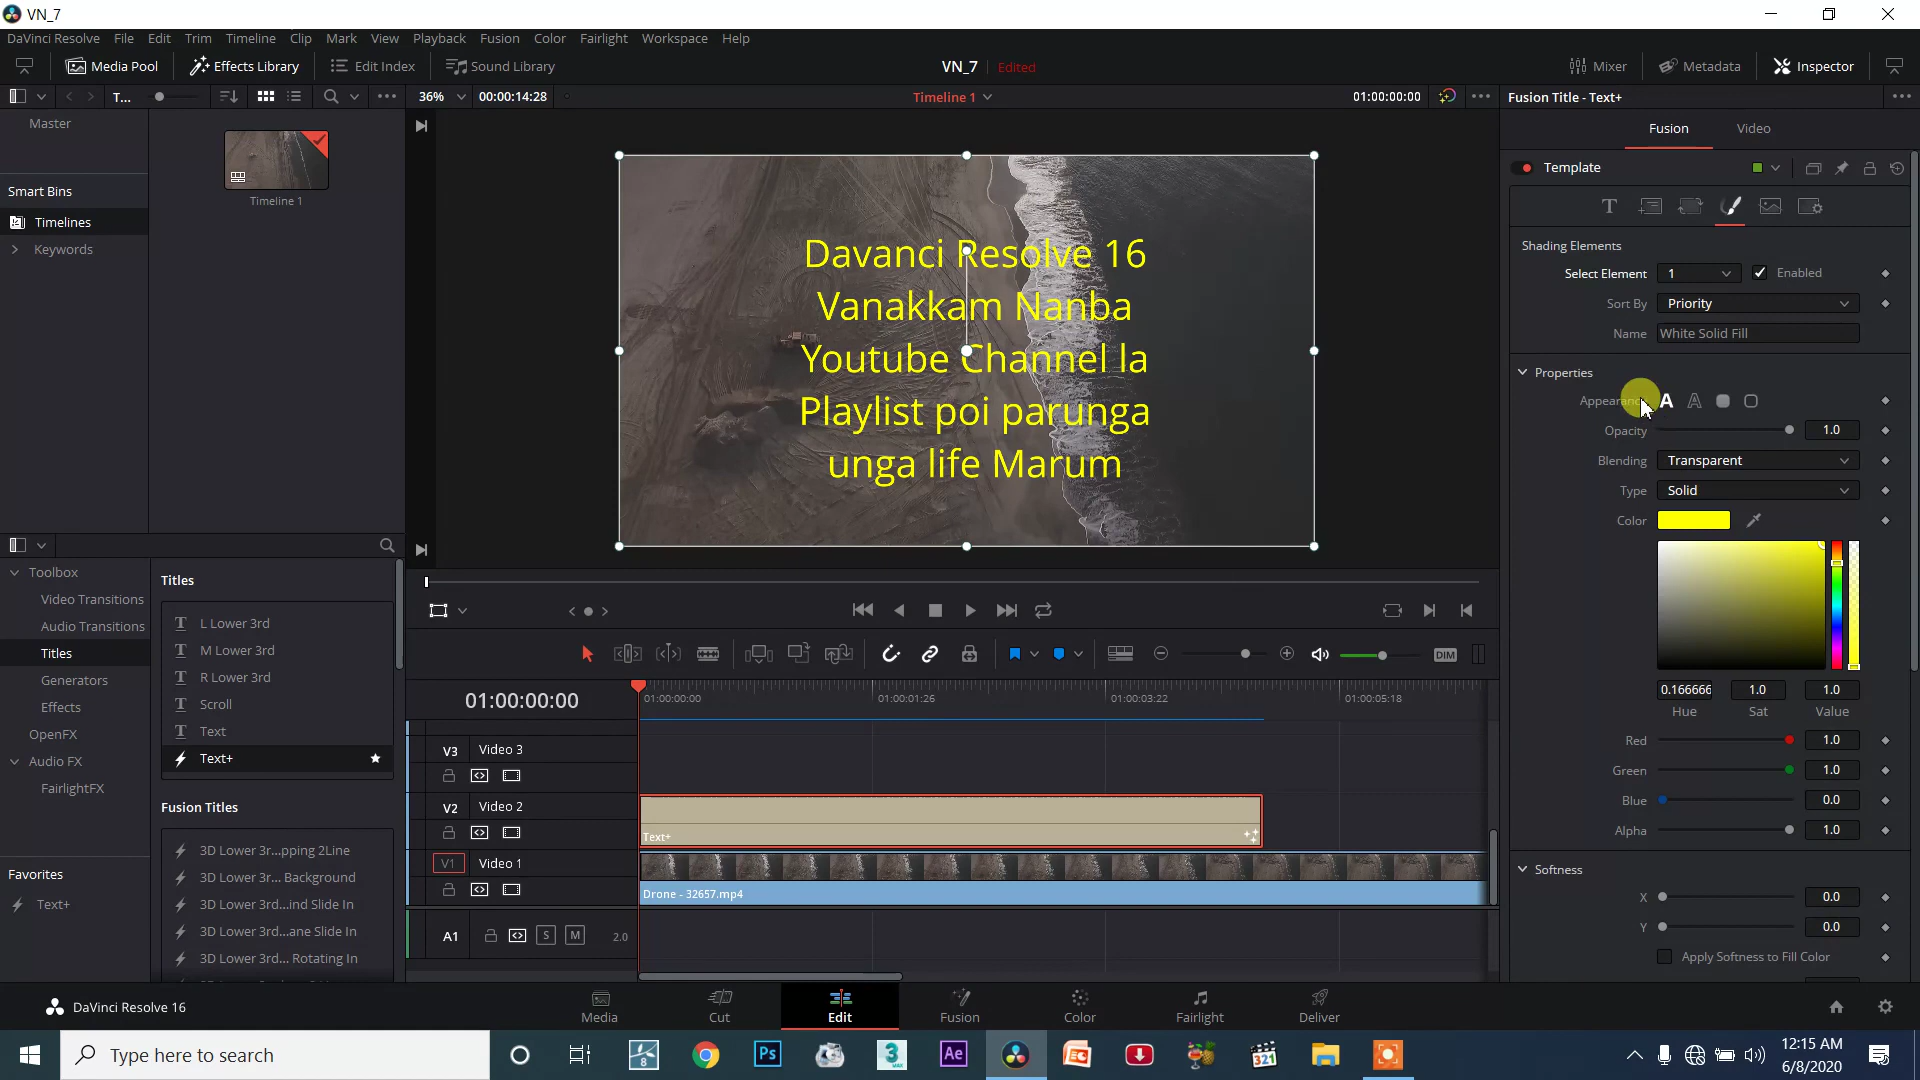 VN_7
DaVinci Resolve File Edit Trim Timeline Clip Mark View Playback Fusion Color Fairlight Workspace Help
Media Pool Effects Library Edit Index Sound Library VN_7 Edited Mixer Metadata Inspector
T... 36% 00:00:14:28 Timeline 1 01:00:00:00 Fusion Title - Text+
Master
Fusion Video
Template
Timeline 1
Smart Bins
Timelines
Keywords
Davanci Resolve 16
Vanakkam Nanba
Youtube Channel la
Playlist poi parunga
unga life Marum
Shading Elements
Select Element 1 Enabled
Sort By Priority
Name White Solid Fill
Properties
Opacity 1.0
Blending Transparent
Type Solid
Color
0.166666 1.0 1.0
Hue Sat Value
Red 1.0
Green 1.0
Blue 0.0
Alpha 1.0
Softness
X 0.0
Y 0.0
Apply Softness to Fill Color
Toolbox
Video Transitions
Audio Transitions
Titles
Generators
Effects
OpenFX
Audio FX
FairlightFX
Favorites
Text+
Titles
L Lower 3rd
M Lower 3rd
R Lower 3rd
Scroll
Text
Text+
Fusion Titles
3D Lower 3r...pping 2Line
3D Lower 3r... Background
3D Lower 3rd...ind Slide In
3D Lower 3rd...ane Slide In
3D Lower 3rd... Rotating In
DIM
01:00:00:00 01:00:00:00 01:00:01:26 01:00:03:22 01:00:05:18
V3 Video 3
V2 Video 2
Text+
V1 Video 1
Drone - 32657.mp4
A1 S M 2.0
DaVinci Resolve 16 Media Cut Edit Fusion Color Fairlight Deliver
Type here to search
8
Ps
3
MAX
Ae
321
12:15 AM
6/8/2020